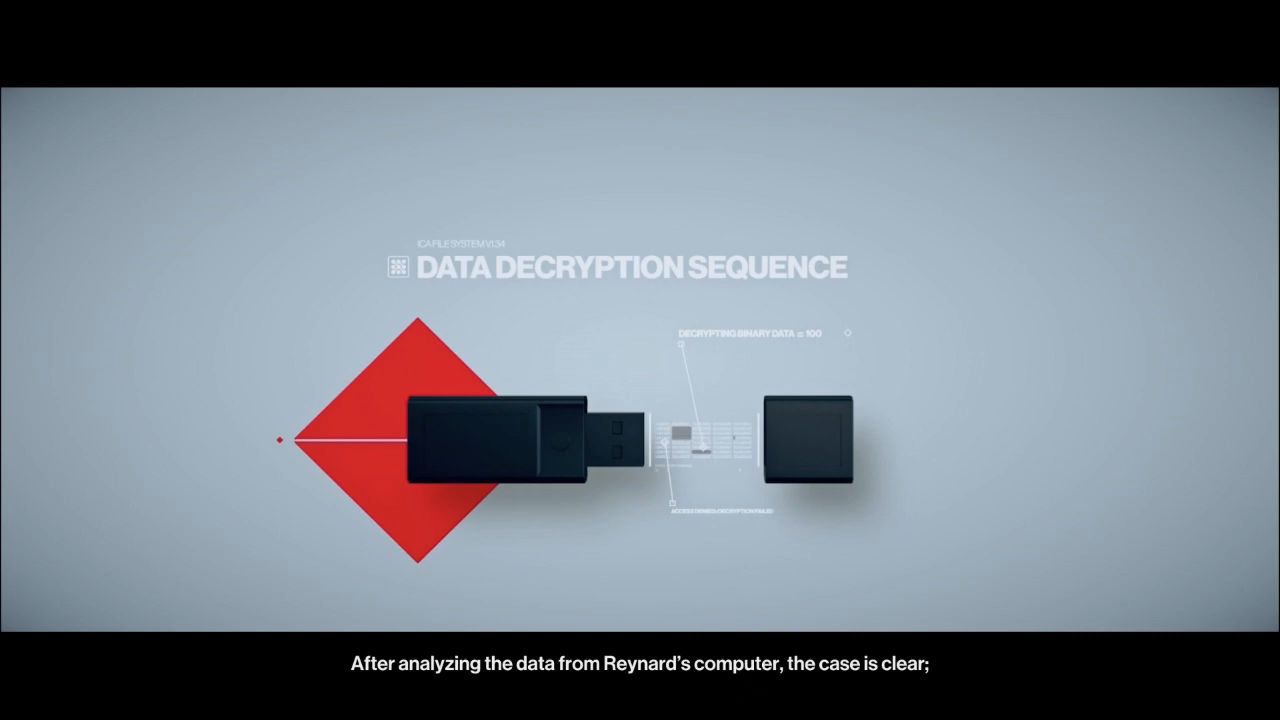 ICA FILE SYSTEM V1.34
DATA DECRYPTION SEQUENCE
DECRYPTING BINARY DATA = 100
After analyzing the data from Reynard's computer, the case is clear;